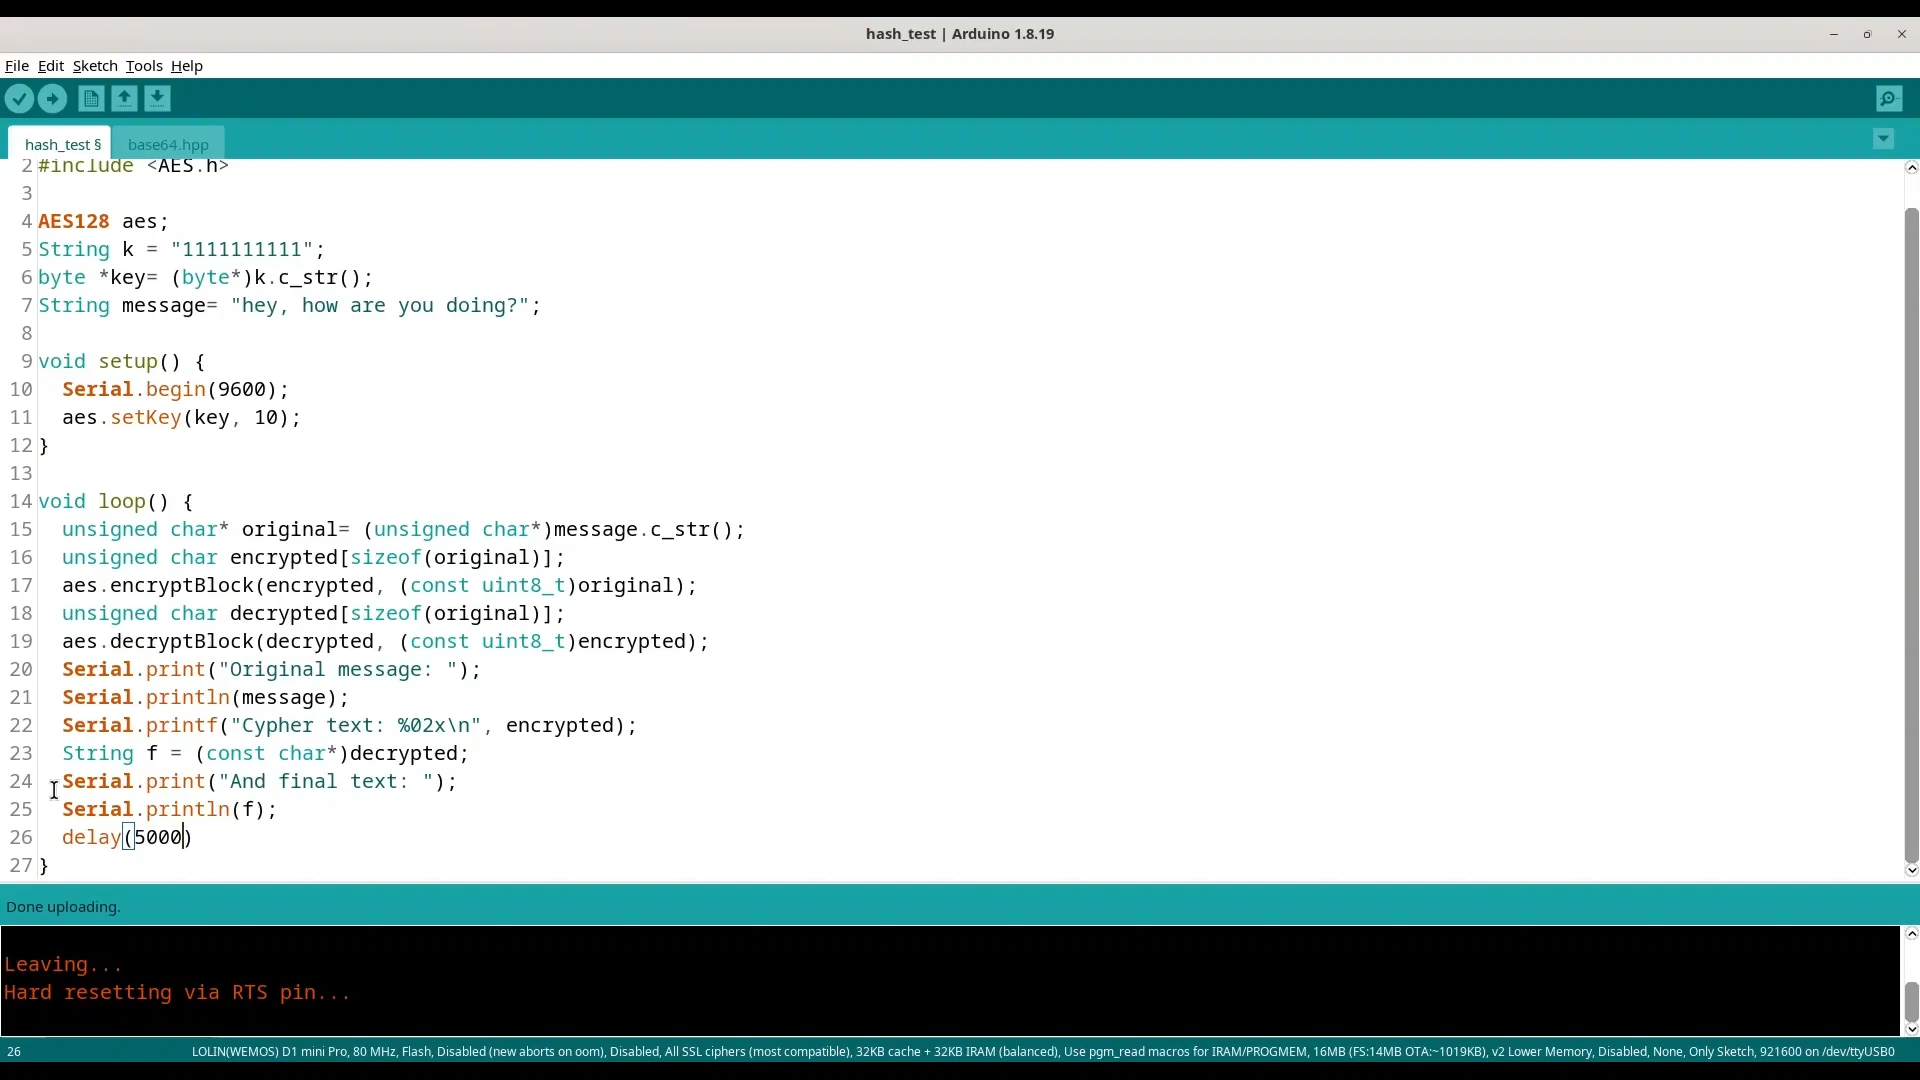 hash_test | Arduino 1.8.19
File Edit Sketch Tools Help
hash_test § base64.hpp
2 #include <AES.h>
3
4 AES128 aes;
5 String k = "1111111111";
6 byte *key= (byte*)k.c_str();
7 String message= "hey, how are you doing?";
8
9 void setup() {
10 Serial.begin(9600);
11 aes.setKey(key, 10);
12 }
13
14 void loop() {
15 unsigned char* original= (unsigned char*)message.c_str();
16 unsigned char encrypted[sizeof(original)];
17 aes.encryptBlock(encrypted, (const uint8_t)original);
18 unsigned char decrypted[sizeof(original)];
19 aes.decryptBlock(decrypted, (const uint8_t)encrypted);
20 Serial.print("Original message: ");
21 Serial.println(message);
22 Serial.printf("Cypher text: %02x\n", encrypted);
23 String f = (const char*)decrypted;
24 Serial.print("And final text: ");
25 Serial.println(f);
26 delay(5000)
27 }
Done uploading.
Leaving...
Hard resetting via RTS pin...
26 LOLIN(WEMOS) D1 mini Pro, 80 MHz, Flash, Disabled (new aborts on oom), Disabled, All SSL ciphers (most compatible), 32KB cache + 32KB IRAM (balanced), Use pgm_read macros for IRAM/PROGMEM, 16MB (FS:14MB OTA:~1019KB), v2 Lower Memory, Disabled, None, Only Sketch, 921600 on /dev/ttyUSB0